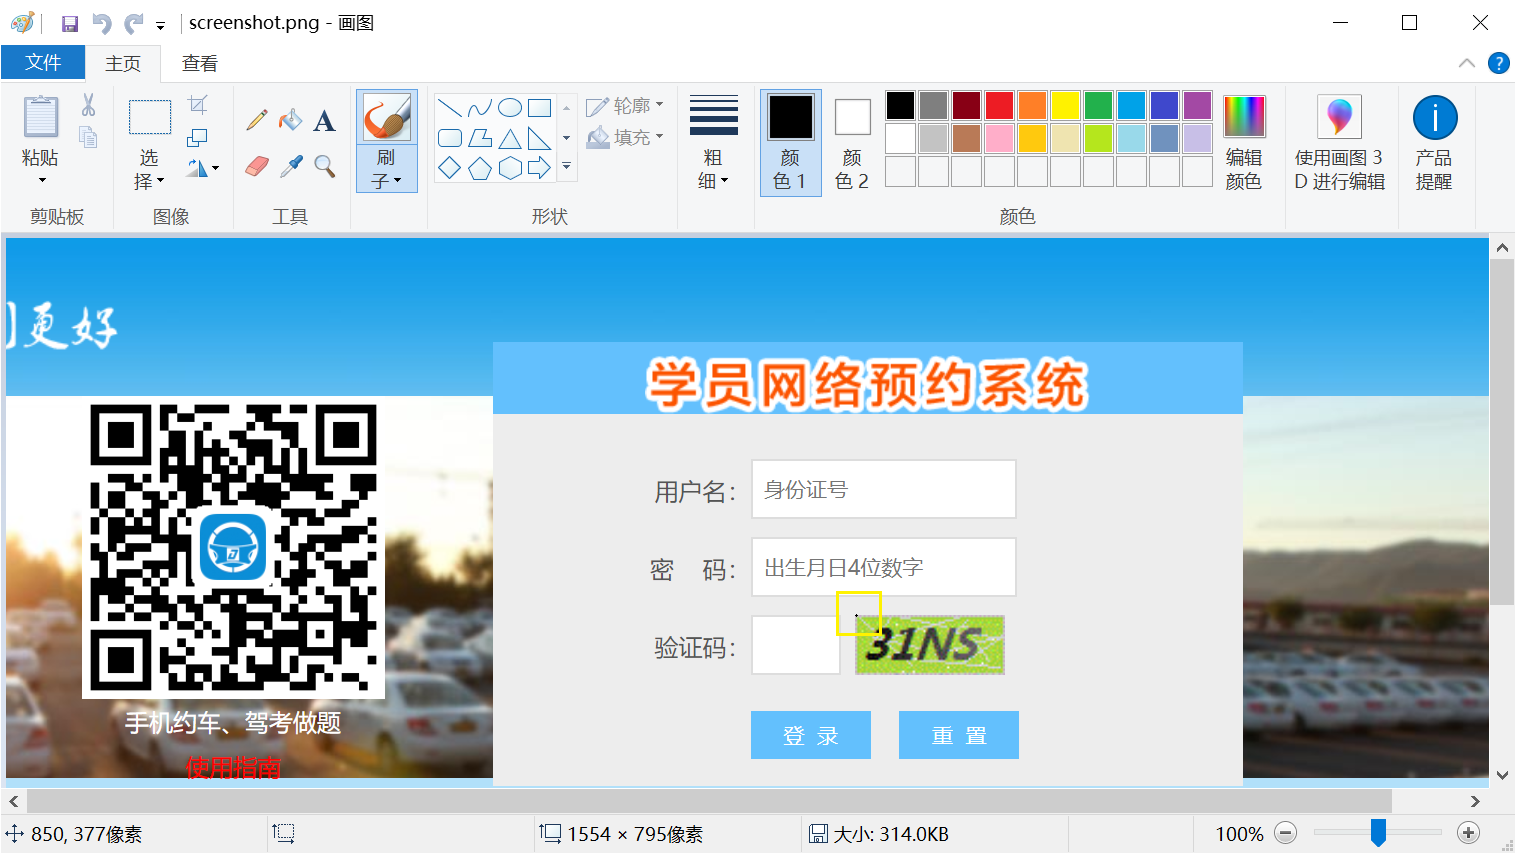 screenshot.png - 画图
文件 主页 查看
粘贴
剪贴板
选择
图像
A
工具
刷子
轮廓
填充
形状
粗细
颜色 1
颜色 2
编辑颜色
颜色
使用画图 3D 进行编辑
产品提醒
更好
学员网络预约系统
用户名： 身份证号
密 码： 出生月日4位数字
验证码： 31NS
登 录 重 置
手机约车、驾考做题
使用指南
850, 377像素 1554 × 795像素 大小: 314.0KB 100%